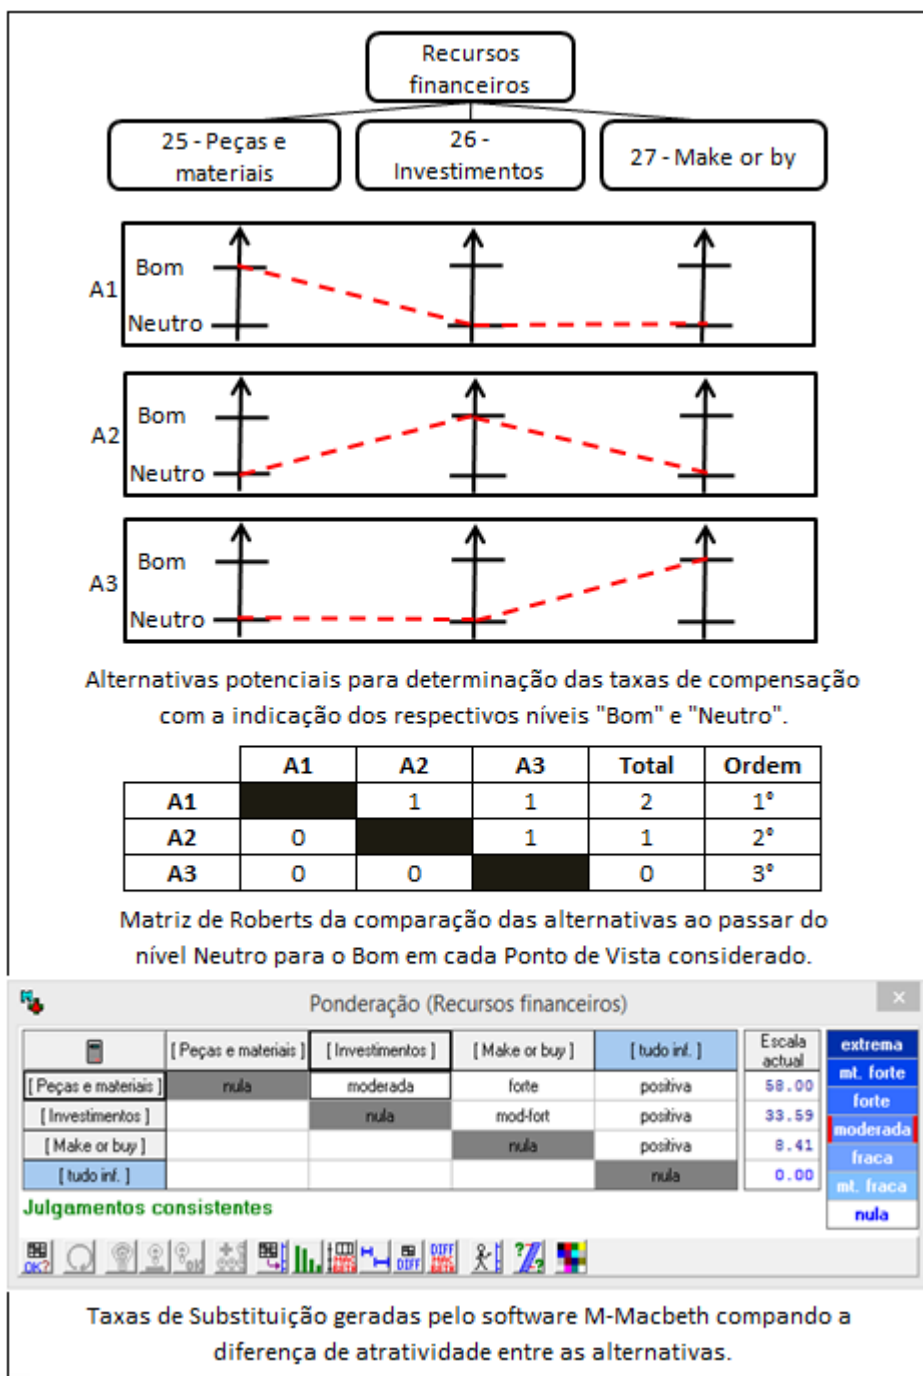 Recursos
financeiros
25 - Peças e
materiais
26 -
Investimentos
27 - Make or by
A1
Bom
Neutro
A2
Bom
Neutro
A3
Bom
Neutro
Alternativas potenciais para determinação das taxas de compensação
com a indicação dos respectivos níveis "Bom" e "Neutro".
A1 A2 A3 Total Ordem
A1 1 1 2 1°
A2 0 1 1 2°
A3 0 0 0 3°
Matriz de Roberts da comparação das alternativas ao passar do
nível Neutro para o Bom em cada Ponto de Vista considerado.
Ponderação (Recursos financeiros)
[ Peças e materiais ] [ Investimentos ] [ Make or buy ] [ tudo inf. ] Escala
actual
[ Peças e materiais ] nula moderada forte positiva 58.00
[ Investimentos ] nula mod-fort positiva 33.59
[ Make or buy ] nula positiva 8.41
[ tudo inf. ] nula 0.00
extrema
mt. forte
forte
moderada
fraca
mt. fraca
nula
Julgamentos consistentes
OK? ok DIFF DIFF
Taxas de Substituição geradas pelo software M-Macbeth compando a
diferença de atratividade entre as alternativas.